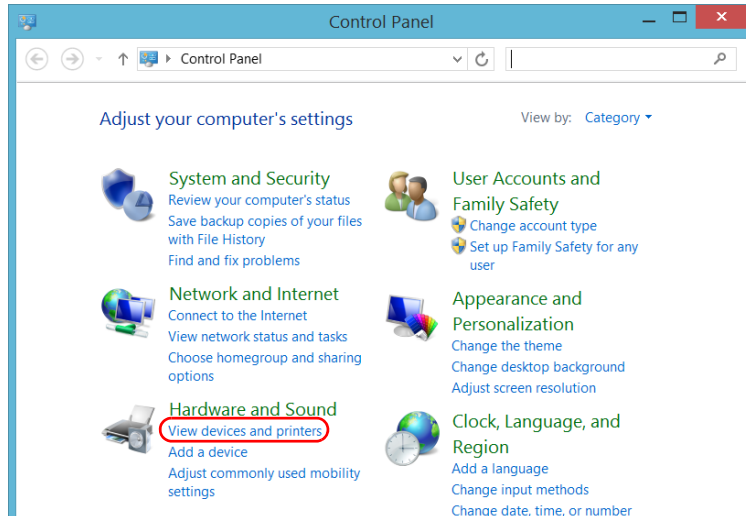 Control Panel
Control Panel
Adjust your computer's settings
View by: Category
System and Security
Review your computer's status
Save backup copies of your files
with File History
Find and fix problems
Network and Internet
Connect to the Internet
View network status and tasks
Choose homegroup and sharing
options
Hardware and Sound
View devices and printers
Add a device
Adjust commonly used mobility
settings
User Accounts and
Family Safety
Change account type
Set up Family Safety for any
user
Appearance and
Personalization
Change the theme
Change desktop background
Adjust screen resolution
Clock, Language, and
Region
Add a language
Change input methods
Change date, time, or number